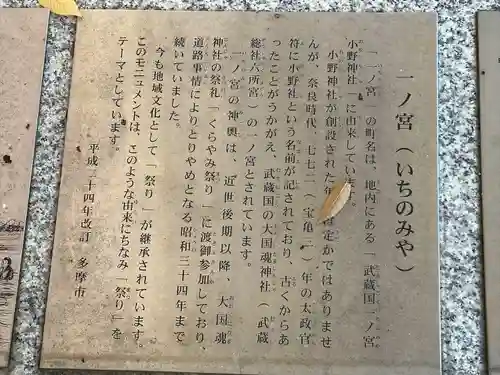 一ノ宮（いちのみや）
「一ノ宮」の町名は、地内にある「武蔵国一ノ宮
小野神社」に由来しています。
小野神社が創設された年 定かではありませ
んが、奈良時代、七七二（宝亀三）年の太政官
符に小野社という名前が記されており、古くからあ
ったことがうかがえ、武蔵国の大国魂神社（武蔵
総社六所宮）の一ノ宮とされています。
一ノ宮の神輿は、近世後期以降、大国魂
神社の祭礼「くらやみ祭り」に渡御参加しており、
道路事情によりとりやめとなる昭和三十四年まで
続いていました。
今も地域文化として「祭り」が継承されています。
このモニュメントは、このような由来にちなみ「祭り」を
テーマとしています。
平成二十四年改訂 多摩市